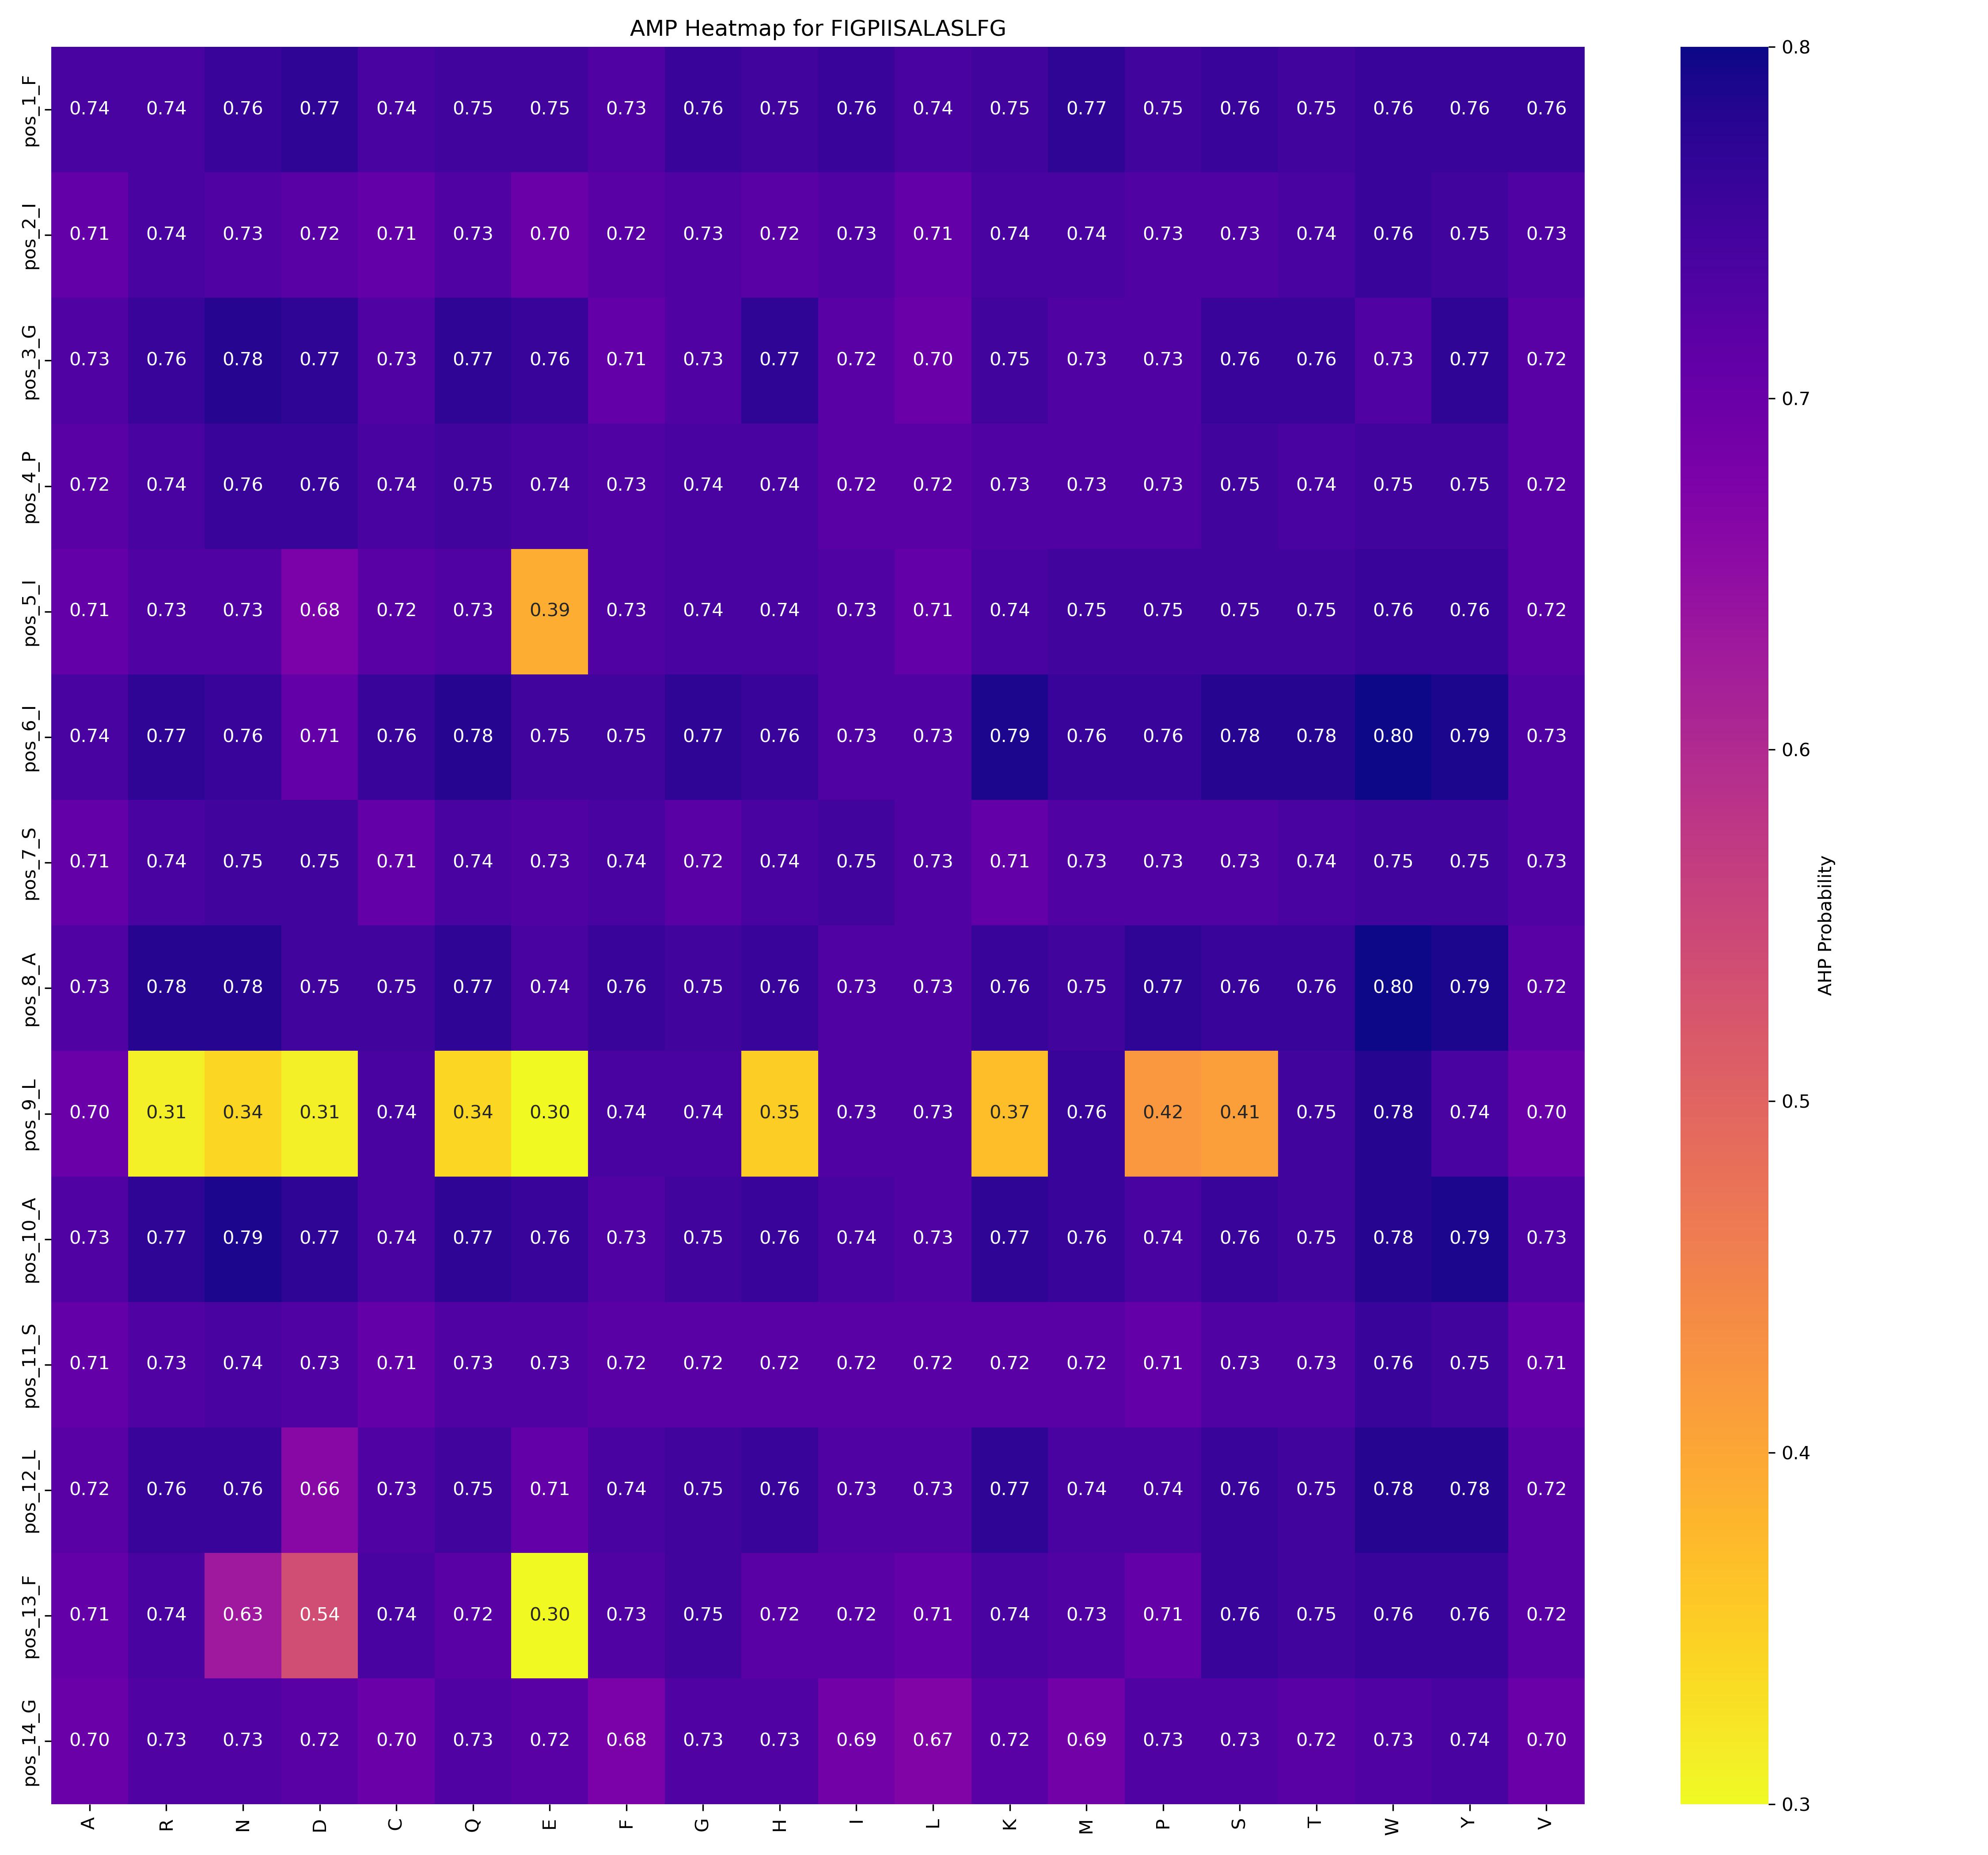 AMP Heatmap for FIGPIISALASLFG
pos_1_F 0.74 0.74 0.76 0.77 0.74 0.75 0.75 0.73 0.76 0.75 0.76 0.74 0.75 0.77 0.75 0.76 0.75 0.76 0.76 0.76
pos_2_I 0.71 0.74 0.73 0.72 0.71 0.73 0.70 0.72 0.73 0.72 0.73 0.71 0.74 0.74 0.73 0.73 0.74 0.76 0.75 0.73
pos_3_G 0.73 0.76 0.78 0.77 0.73 0.77 0.76 0.71 0.73 0.77 0.72 0.70 0.75 0.73 0.73 0.76 0.76 0.73 0.77 0.72
pos_4_P 0.72 0.74 0.76 0.76 0.74 0.75 0.74 0.73 0.74 0.74 0.72 0.72 0.73 0.73 0.73 0.75 0.74 0.75 0.75 0.72
pos_5_I 0.71 0.73 0.73 0.68 0.72 0.73 0.39 0.73 0.74 0.74 0.73 0.71 0.74 0.75 0.75 0.75 0.75 0.76 0.76 0.72
pos_6_I 0.74 0.77 0.76 0.71 0.76 0.78 0.75 0.75 0.77 0.76 0.73 0.73 0.79 0.76 0.76 0.78 0.78 0.80 0.79 0.73
pos_7_S 0.71 0.74 0.75 0.75 0.71 0.74 0.73 0.74 0.72 0.74 0.75 0.73 0.71 0.73 0.73 0.73 0.74 0.75 0.75 0.73
pos_8_A 0.73 0.78 0.78 0.75 0.75 0.77 0.74 0.76 0.75 0.76 0.73 0.73 0.76 0.75 0.77 0.76 0.76 0.80 0.79 0.72
pos_9_L 0.70 0.31 0.34 0.31 0.74 0.34 0.30 0.74 0.74 0.35 0.73 0.73 0.37 0.76 0.42 0.41 0.75 0.78 0.74 0.70
pos_10_A 0.73 0.77 0.79 0.77 0.74 0.77 0.76 0.73 0.75 0.76 0.74 0.73 0.77 0.76 0.74 0.76 0.75 0.78 0.79 0.73
pos_11_S 0.71 0.73 0.74 0.73 0.71 0.73 0.73 0.72 0.72 0.72 0.72 0.72 0.72 0.72 0.71 0.73 0.73 0.76 0.75 0.71
pos_12_L 0.72 0.76 0.76 0.66 0.73 0.75 0.71 0.74 0.75 0.76 0.73 0.73 0.77 0.74 0.74 0.76 0.75 0.78 0.78 0.72
pos_13_F 0.71 0.74 0.63 0.54 0.74 0.72 0.30 0.73 0.75 0.72 0.72 0.71 0.74 0.73 0.71 0.76 0.75 0.76 0.76 0.72
pos_14_G 0.70 0.73 0.73 0.72 0.70 0.73 0.72 0.68 0.73 0.73 0.69 0.67 0.72 0.69 0.73 0.73 0.72 0.73 0.74 0.70
A R N D C Q E F G H I L K M P S T W Y V
0.8
0.7
0.6
0.5
0.4
0.3
AHP Probability